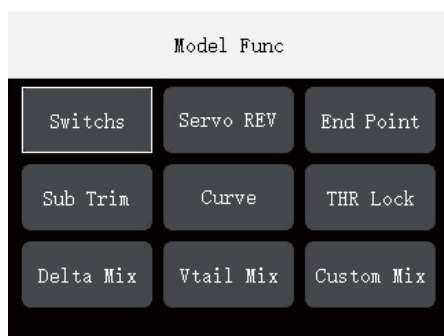 Model Func
Switchs Servo REV End Point
Sub Trim Curve THR Lock
Delta Mix Vtail Mix Custom Mix